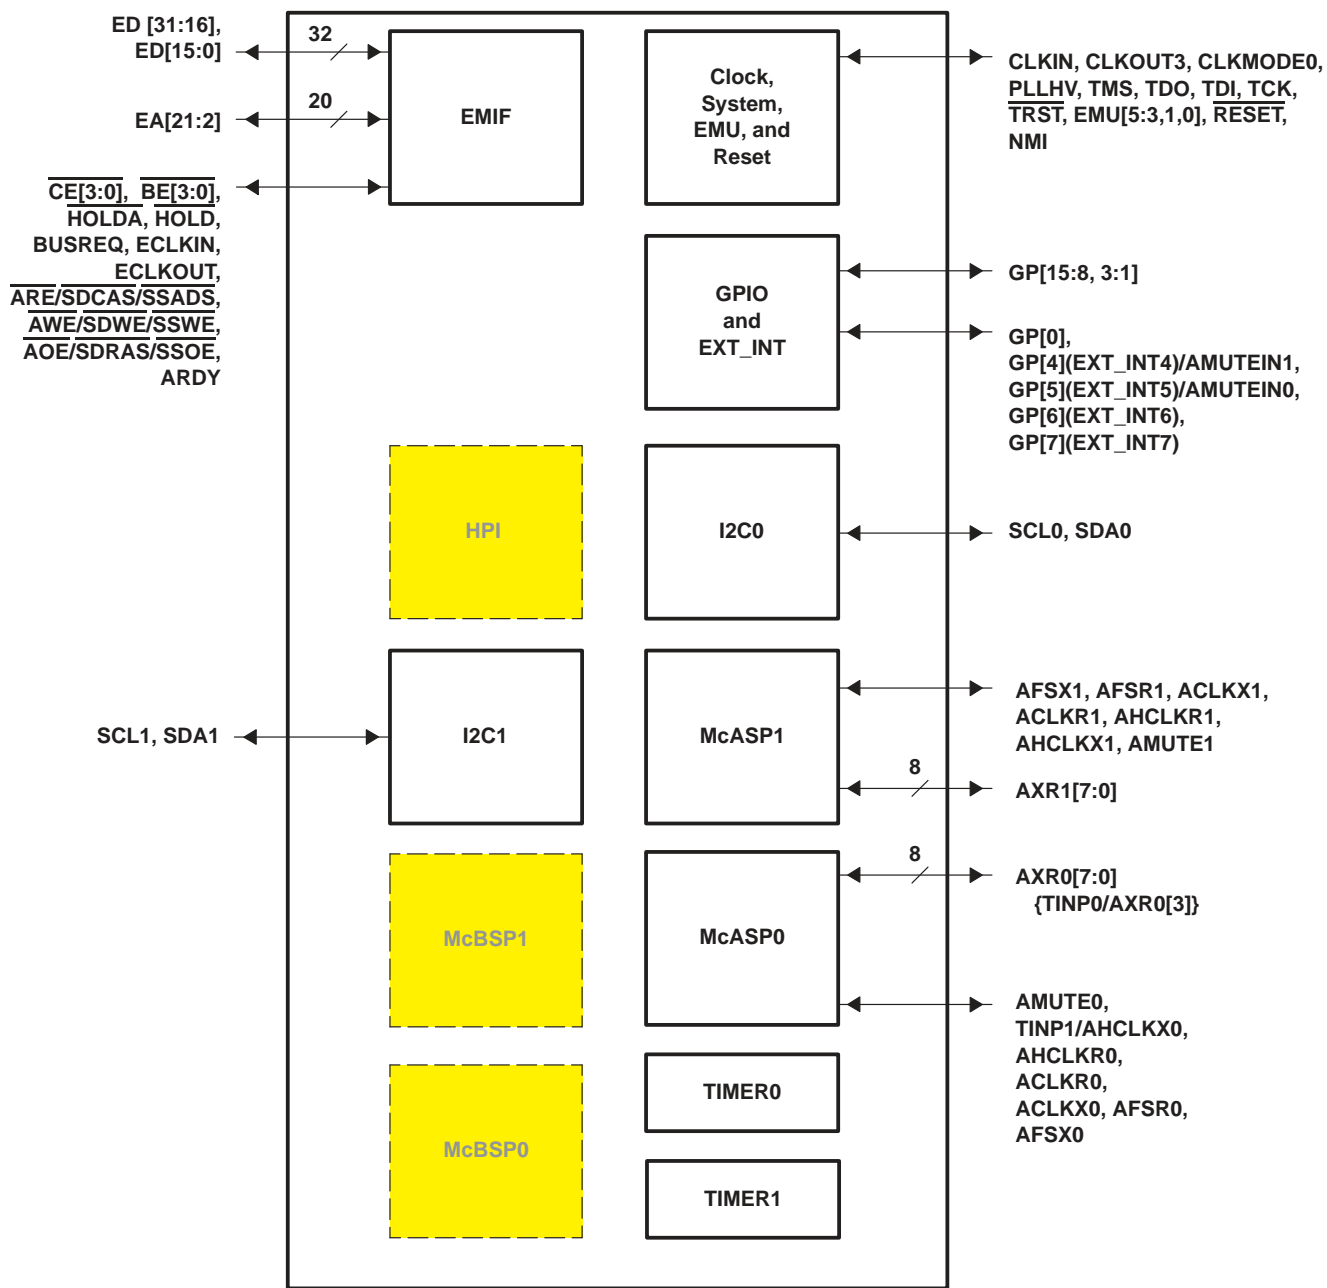 ED [31:16],
ED[15:0]
32
EA[21:2]
20
CE[3:0], BE[3:0],
HOLDA, HOLD,
BUSREQ, ECLKIN,
ECLKOUT,
ARE/SDCAS/SSADS,
AWE/SDWE/SSWE,
AOE/SDRAS/SSOE,
ARDY
EMIF
Clock,
System,
EMU, and
Reset
CLKIN, CLKOUT3, CLKMODE0,
PLLHV, TMS, TDO, TDI, TCK,
TRST, EMU[5:3,1,0], RESET,
NMI
GPIO
and
EXT_INT
GP[15:8, 3:1]
GP[0],
GP[4](EXT_INT4)/AMUTEIN1,
GP[5](EXT_INT5)/AMUTEIN0,
GP[6](EXT_INT6),
GP[7](EXT_INT7)
HPI
I2C0
SCL0, SDA0
SCL1, SDA1
I2C1
McASP1
AFSX1, AFSR1, ACLKX1,
ACLKR1, AHCLKR1,
AHCLKX1, AMUTE1
8
AXR1[7:0]
McBSP1
McASP0
8
AXR0[7:0]
{TINP0/AXR0[3]}
AMUTE0,
TINP1/AHCLKX0,
AHCLKR0,
ACLKR0,
ACLKX0, AFSR0,
AFSX0
McBSP0
TIMER0
TIMER1